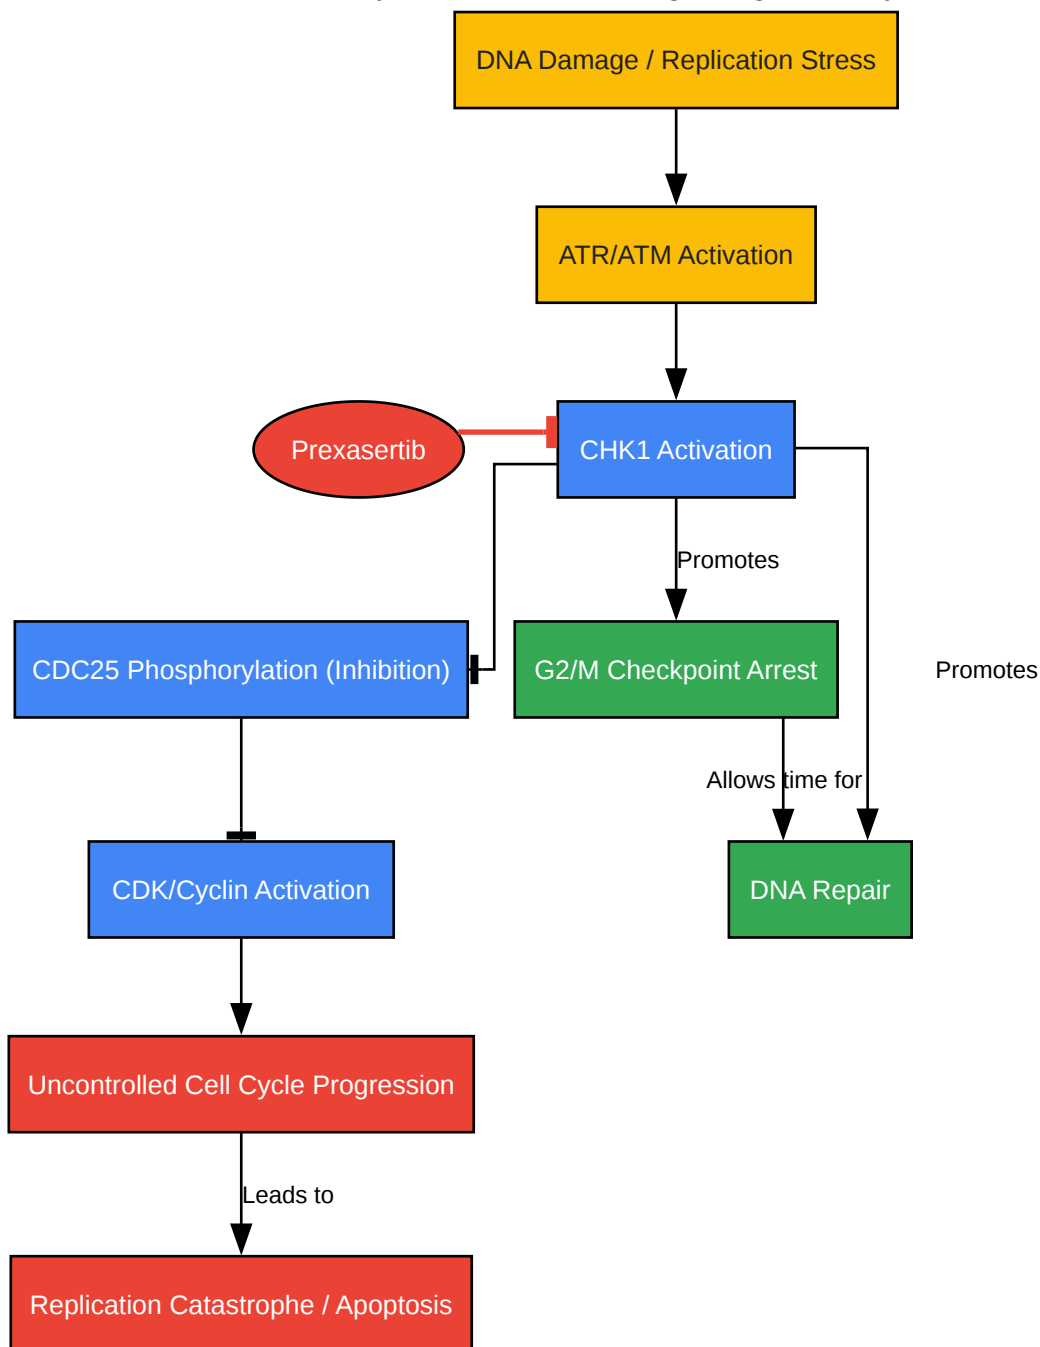 DNA Damage / Replication Stress
ATR/ATM Activation
Prexasertib
CHK1 Activation
Promotes
CDC25 Phosphorylation (Inhibition)
G2/M Checkpoint Arrest
Promotes
Allows time for
CDK/Cyclin Activation
DNA Repair
Uncontrolled Cell Cycle Progression
Leads to
Replication Catastrophe / Apoptosis